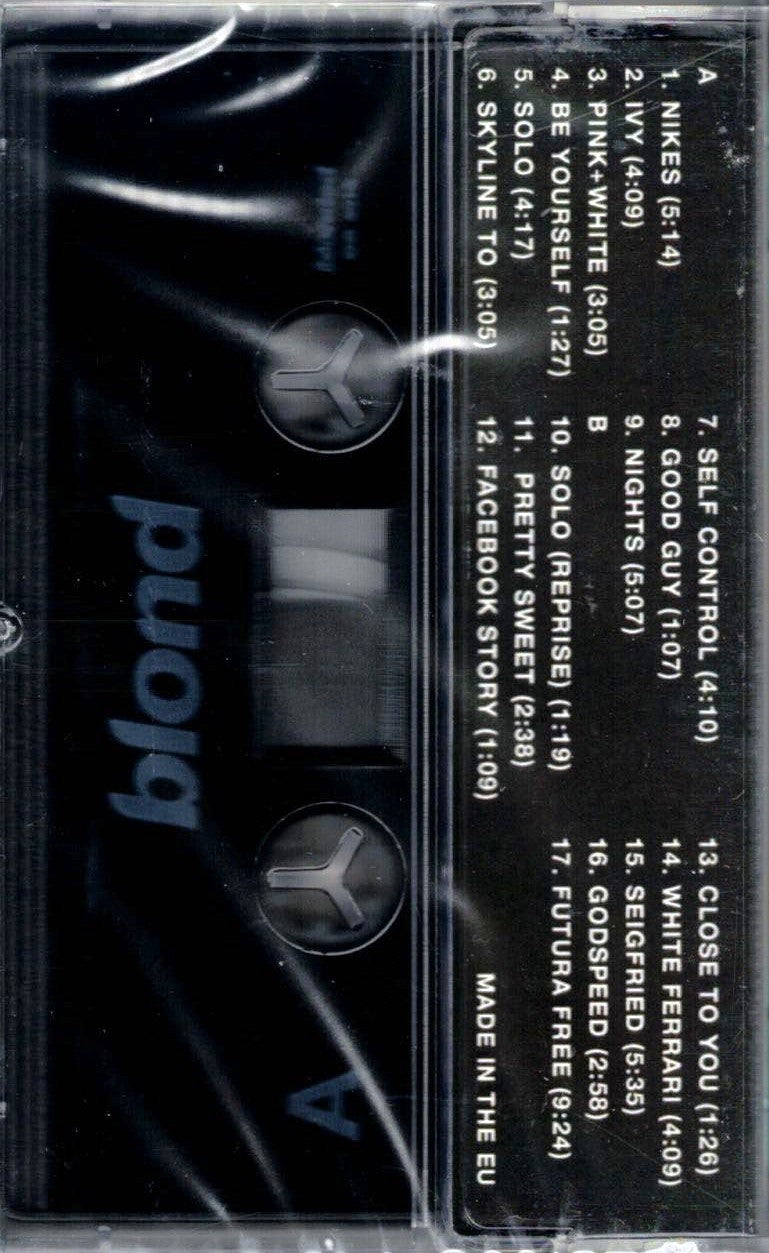 A
1. NIKES (5:14)
2. IVY (4:09)
3. PINK+WHITE (3:05)
4. BE YOURSELF (1:27)
5. SOLO (4:17)
6. SKYLINE TO (3:05)
7. SELF CONTROL (4:10)
8. GOOD GUY (1:07)
9. NIGHTS (5:07)
B
10. SOLO (REPRISE) (1:19)
11. PRETTY SWEET (2:38)
12. FACEBOOK STORY (1:09)
13. CLOSE TO YOU (1:26)
14. WHITE FERRARI (4:09)
15. SEIGFRIED (5:35)
16. GODSPEED (2:58)
17. FUTURA FREE (9:24)
MADE IN THE EU
blond
A